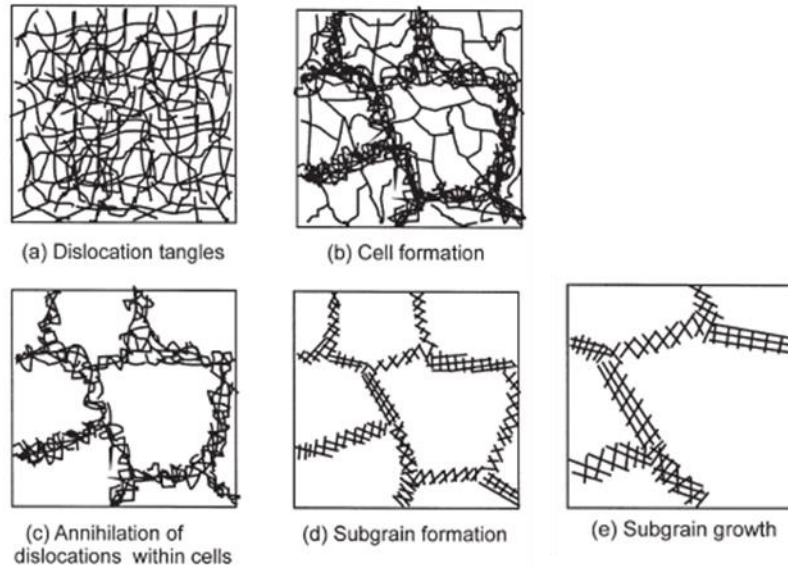 (a) Dislocation tangles
(b) Cell formation
(c) Annihilation of
dislocations within cells
(d) Subgrain formation
(e) Subgrain growth